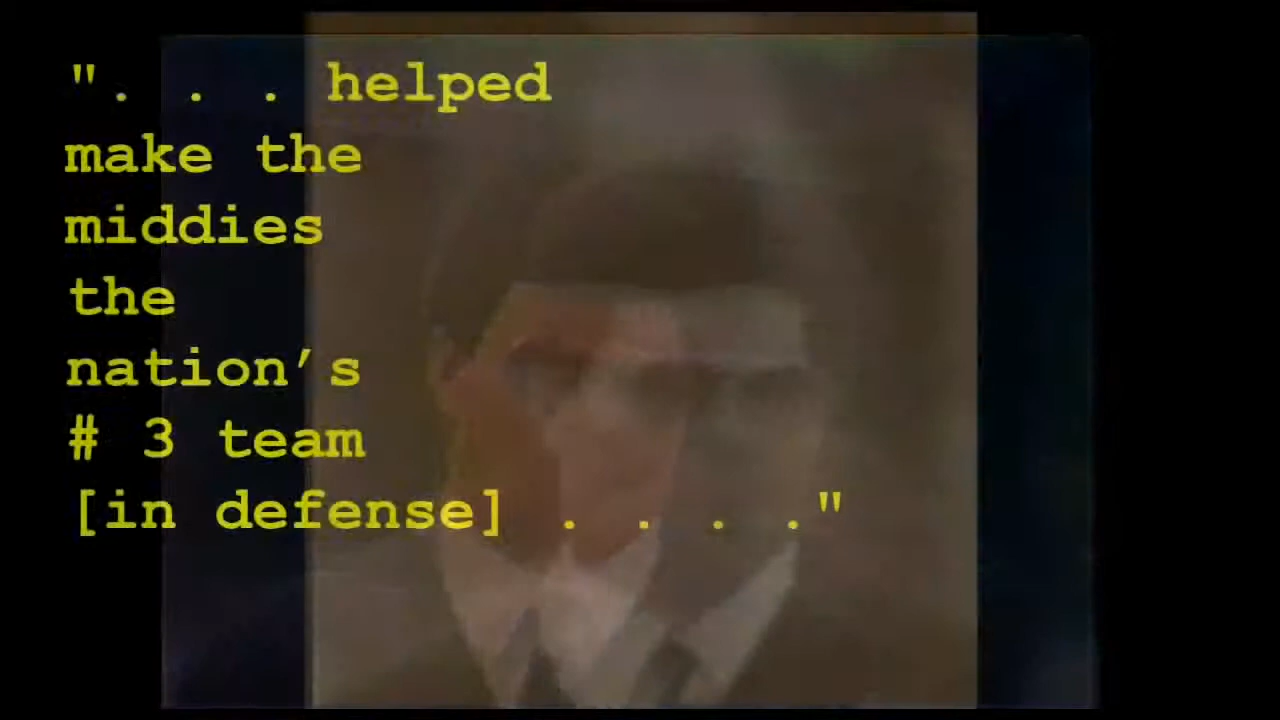 ". . . helped
make the
middies
the
nation's
# 3 team
[in defense] . . . ."